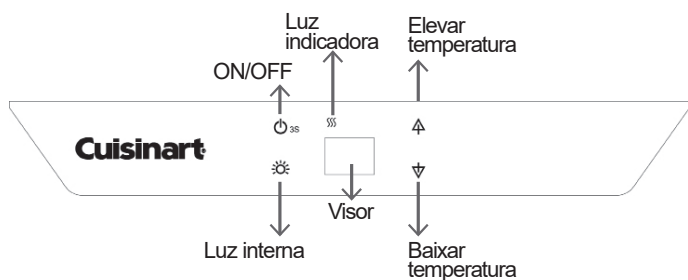 Luz
indicadora
Elevar
temperatura
ON/OFF
3S
Cuisinart
Visor
Luz interna
Baixar
temperatura